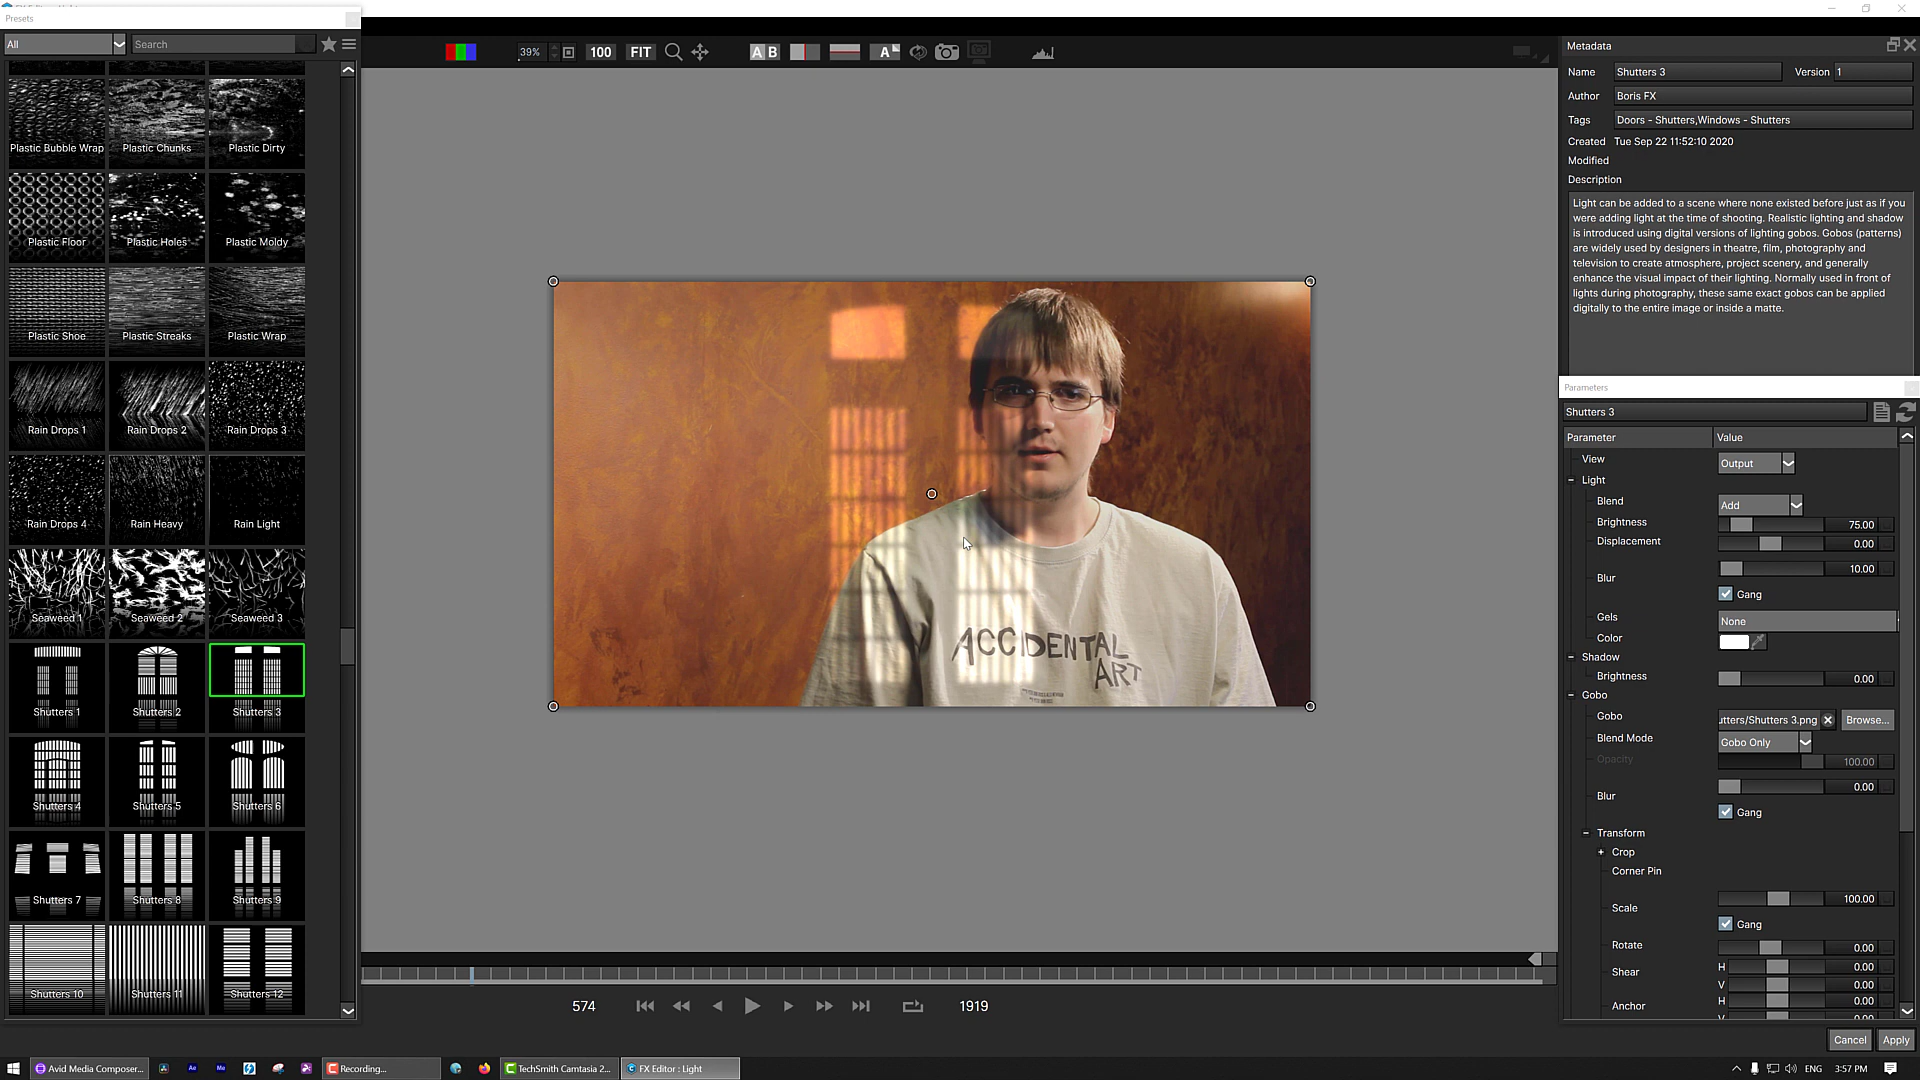 Presets
All
Search
39%
100
FIT
A B
A
Metadata
Name
Shutters 3
Version
1
Author
Boris FX
Tags
Doors - Shutters,Windows - Shutters
Created
Tue Sep 22 11:52:10 2020
Modified
Description
Light can be added to a scene where none existed before just as if you
were adding light at the time of shooting. Realistic lighting and shadow
is introduced using digital versions of lighting gobos. Gobos (patterns)
are widely used by designers in theatre, film, photography and
television to create atmosphere, project scenery, and generally
enhance the visual impact of their lighting. Normally used in front of
lights during photography, these same exact gobos can be applied
digitally to the entire image or inside a matte.
Plastic Bubble Wrap
Plastic Chunks
Plastic Dirty
Plastic Floor
Plastic Holes
Plastic Moldy
Plastic Shoe
Plastic Streaks
Plastic Wrap
Rain Drops 1
Rain Drops 2
Rain Drops 3
Rain Drops 4
Rain Heavy
Rain Light
Seaweed 1
Seaweed 2
Seaweed 3
Shutters 1
Shutters 2
Shutters 3
Shutters 4
Shutters 5
Shutters 6
Shutters 7
Shutters 8
Shutters 9
Shutters 10
Shutters 11
Shutters 12
ACCIDENTAL
ART
Parameters
Shutters 3
Parameter
Value
View
Output
Light
Blend
Add
Brightness
75.00
Displacement
0.00
10.00
Blur
Gang
Gels
None
Color
Shadow
Brightness
0.00
Gobo
Gobo
utters/Shutters 3.png
Browse...
Blend Mode
Gobo Only
Opacity
100.00
0.00
Blur
Gang
Transform
Crop
Corner Pin
100.00
Scale
Gang
Rotate
0.00
H
0.00
Shear
V
0.00
H
0.00
Anchor
V
0.00
574
1919
Cancel
Apply
Avid Media Composer...
Ae
Me
Recording...
TechSmith Camtasia 2...
FX Editor : Light
ENG
3:57 PM